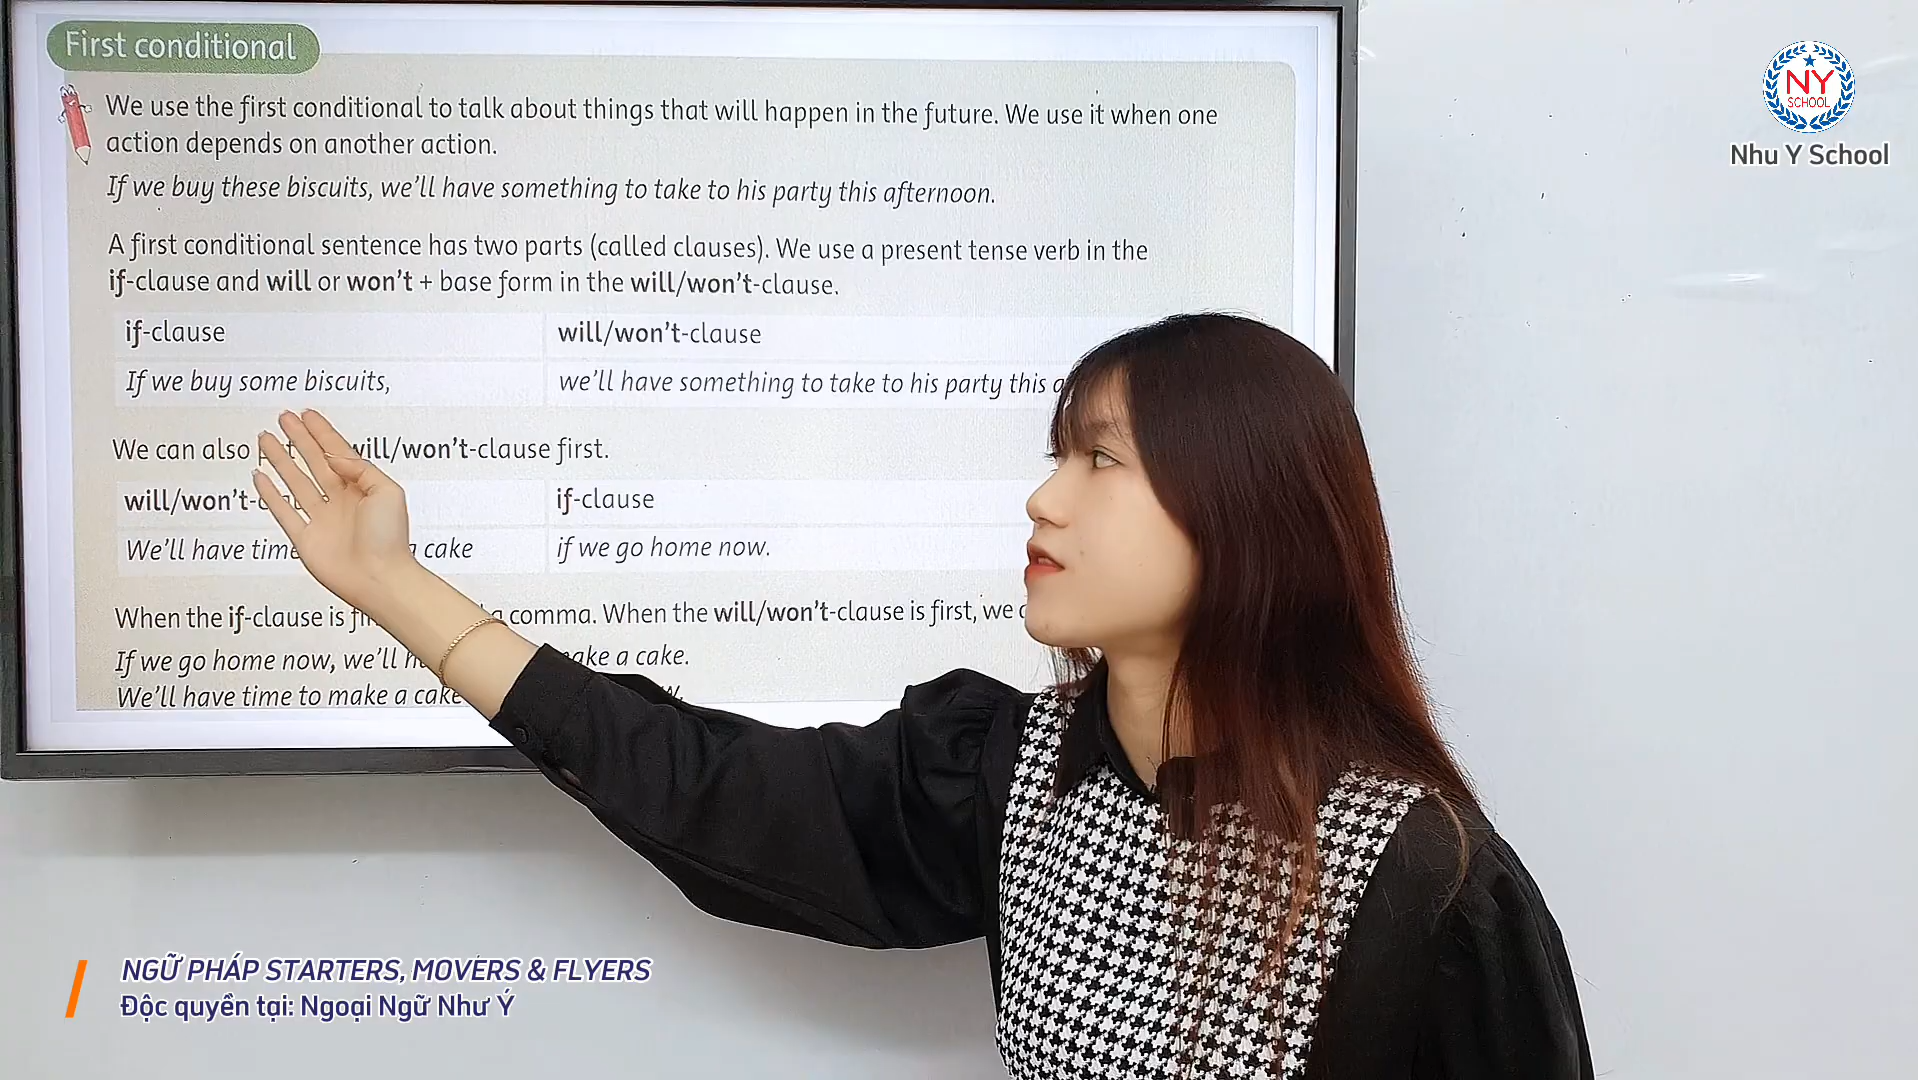 First conditional
We use the first conditional to talk about things that will happen in the future. We use it when one
action depends on another action.
If we buy these biscuits, we'll have something to take to his party this afternoon.
A first conditional sentence has two parts (called clauses). We use a present tense verb in the
if-clause and will or won't + base form in the will/won't-clause.
if-clause will/won't-clause
If we buy some biscuits, we'll have something to take to his party this
We can also will/won't-clause first.
will/won't- if-clause
We'll have time a cake if we go home now.
When the if-clause is a comma. When the will/won't-clause is first, we
If we go home now, we'll make a cake.
We'll have time to make a cake
NY
SCHOOL
Nhu Y School
NGỮ PHÁP STARTERS, MOVERS & FLYERS
Độc quyền tại: Ngoại Ngữ Như Ý